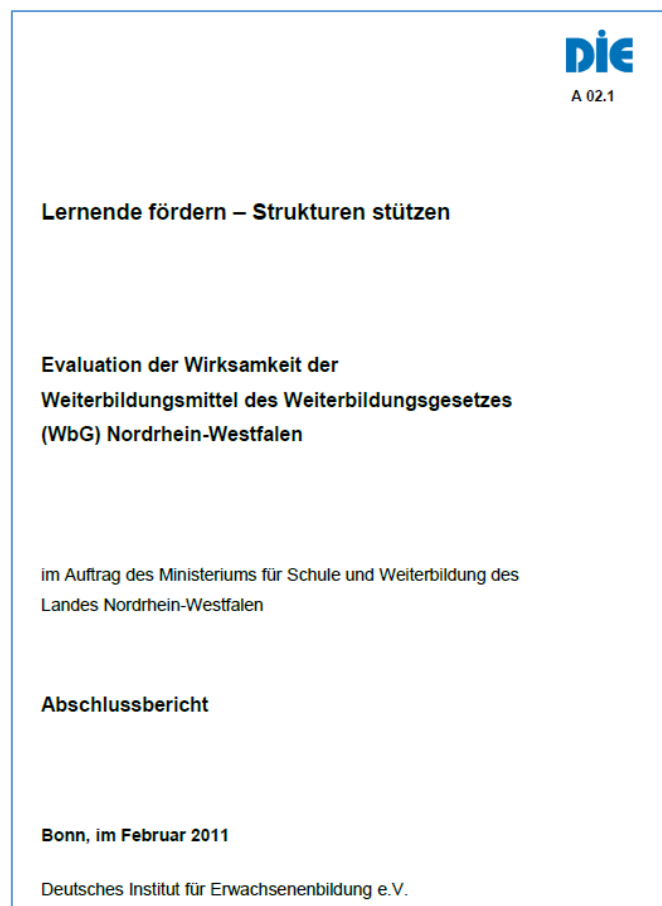 DiE
A 02.1
Lernende fördern – Strukturen stützen
Evaluation der Wirksamkeit der
Weiterbildungsmittel des Weiterbildungsgesetzes
(WbG) Nordrhein-Westfalen
im Auftrag des Ministeriums für Schule und Weiterbildung des
Landes Nordrhein-Westfalen
Abschlussbericht
Bonn, im Februar 2011
Deutsches Institut für Erwachsenenbildung e.V.